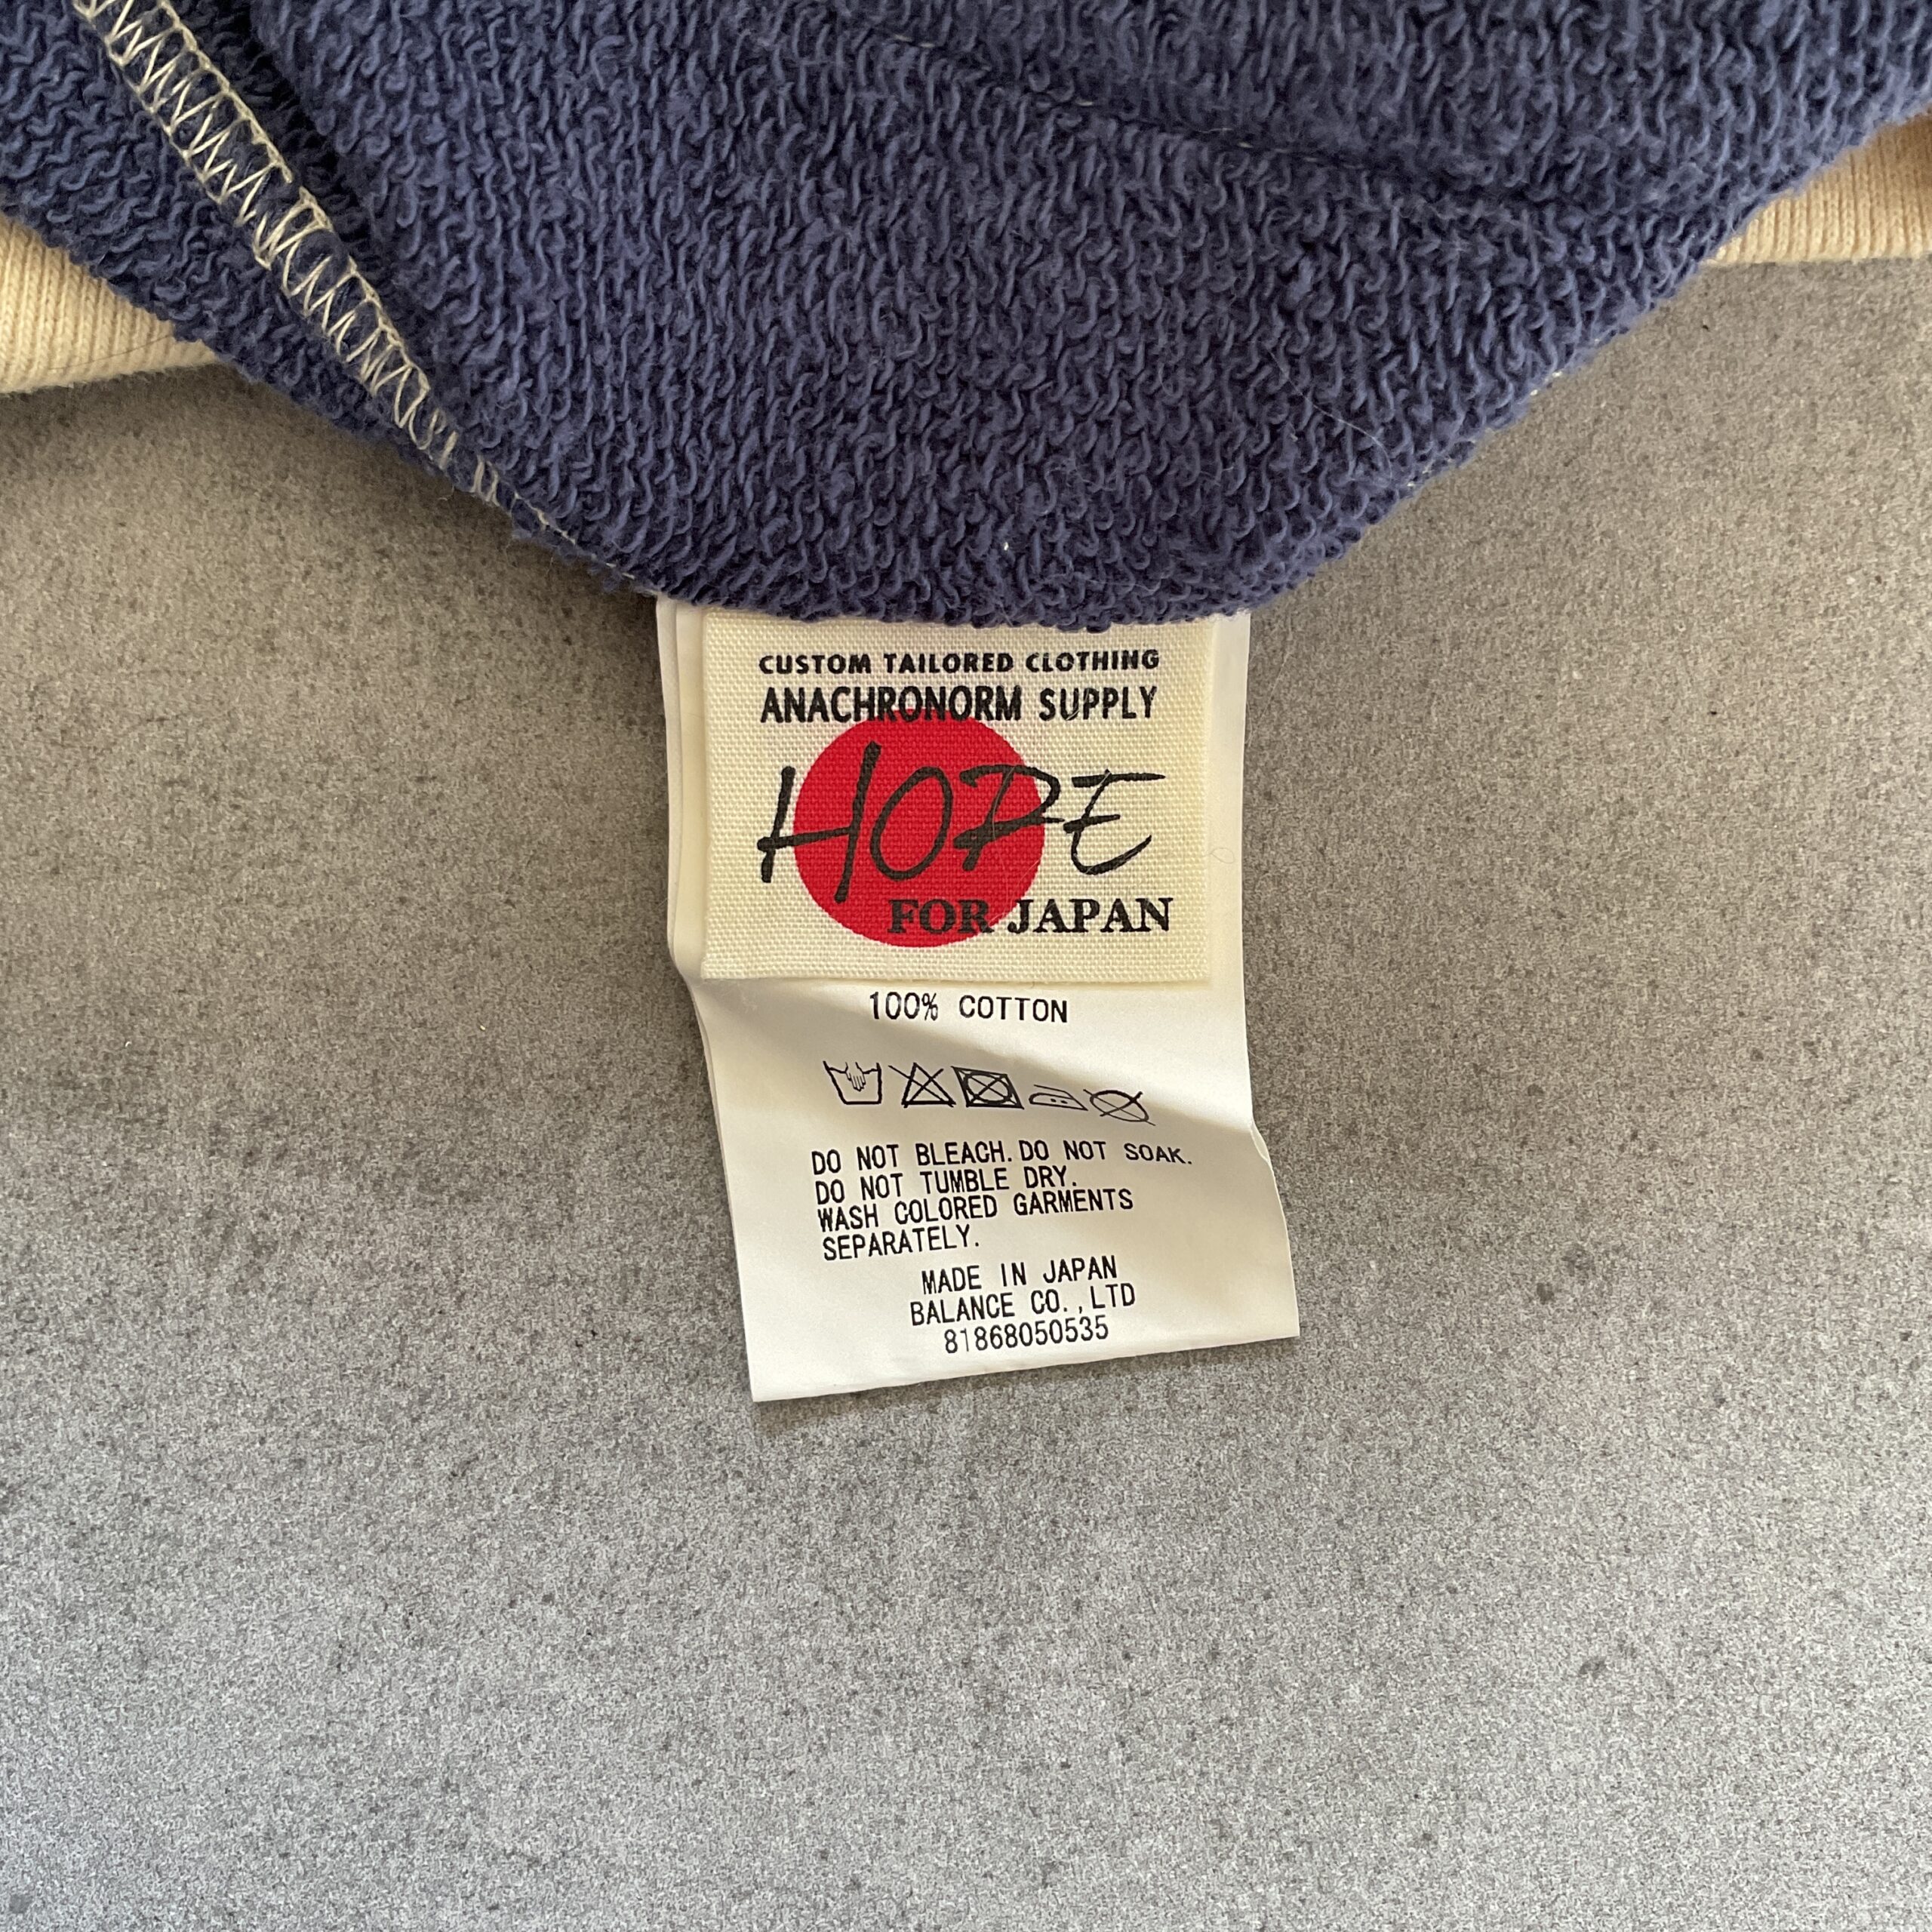 CUSTOM TAILORED CLOTHING
ANACHRONORM SUPPLY
HOPE
FOR JAPAN
100% COTTON
DO NOT BLEACH. DO NOT SOAK.
DO NOT TUMBLE DRY.
WASH COLORED GARMENTS
SEPARATELY.
MADE IN JAPAN
BALANCE CO.,LTD
81868050535